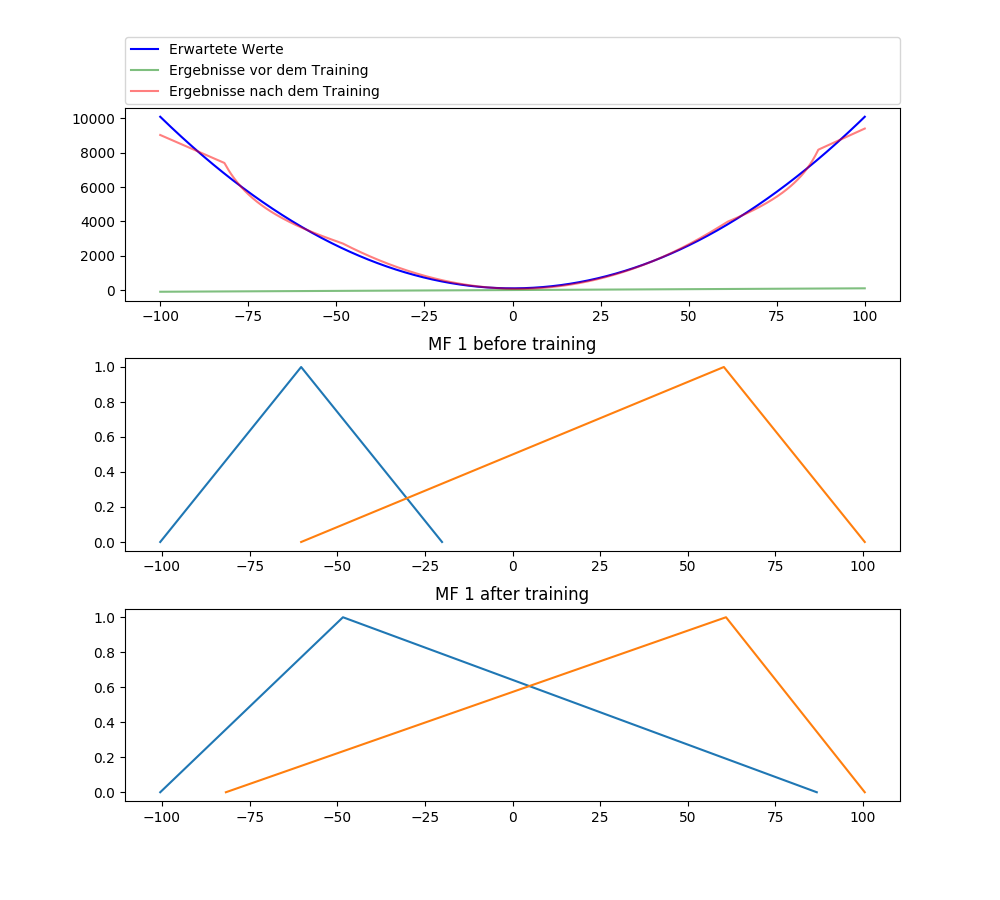 Erwartete Werte
Ergebnisse vor dem Training
Ergebnisse nach dem Training
10000
8000
6000
4000
2000
0
−100 −75 −50 −25 0 25 50 75 100
MF 1 before training
1.0
0.8
0.6
0.4
0.2
0.0
−100 −75 −50 −25 0 25 50 75 100
MF 1 after training
1.0
0.8
0.6
0.4
0.2
0.0
−100 −75 −50 −25 0 25 50 75 100